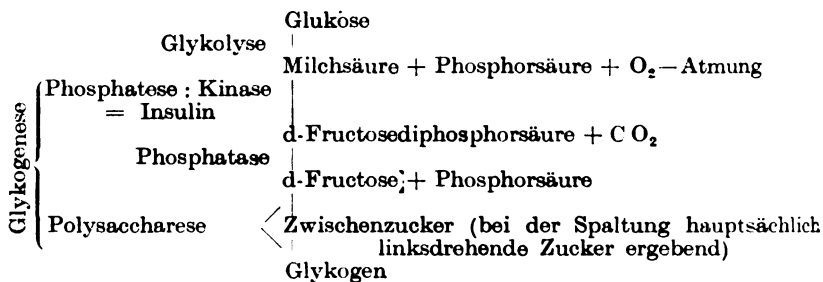 Glukose
Glykolyse
Milchsäure + Phosphorsäure + O₂—Atmung
Phosphatese : Kinase
= Insulin
d-Fructosediphosphorsäure + CO₂
Phosphatase
d-Fructose + Phosphorsäure
Glykogenese
Polysaccharese
Zwischenzucker (bei der Spaltung hauptsächlich
linksdrehende Zucker ergebend)
Glykogen